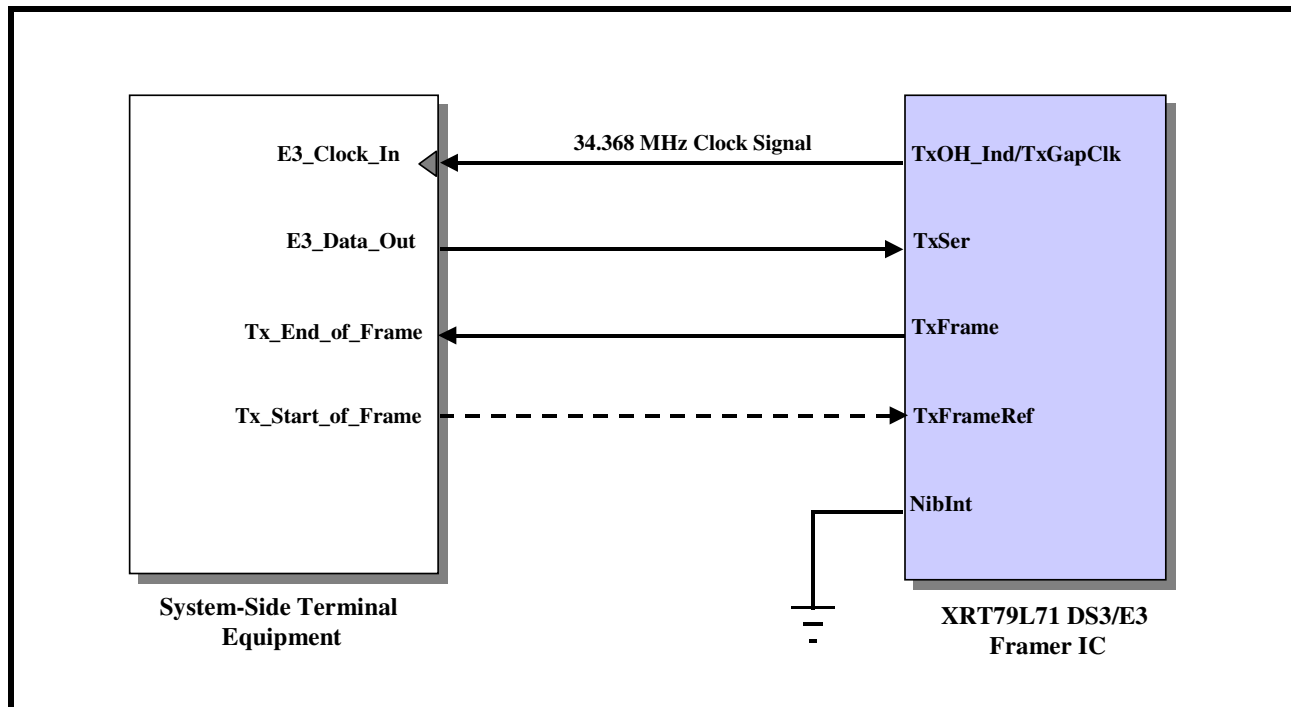 34.368 MHz Clock Signal
E3_Clock_In
TxOH_Ind/TxGapClk
E3_Data_Out
TxSer
Tx_End_of_Frame
TxFrame
Tx_Start_of_Frame
TxFrameRef
NibInt
System-Side Terminal
Equipment
XRT79L71 DS3/E3
Framer IC